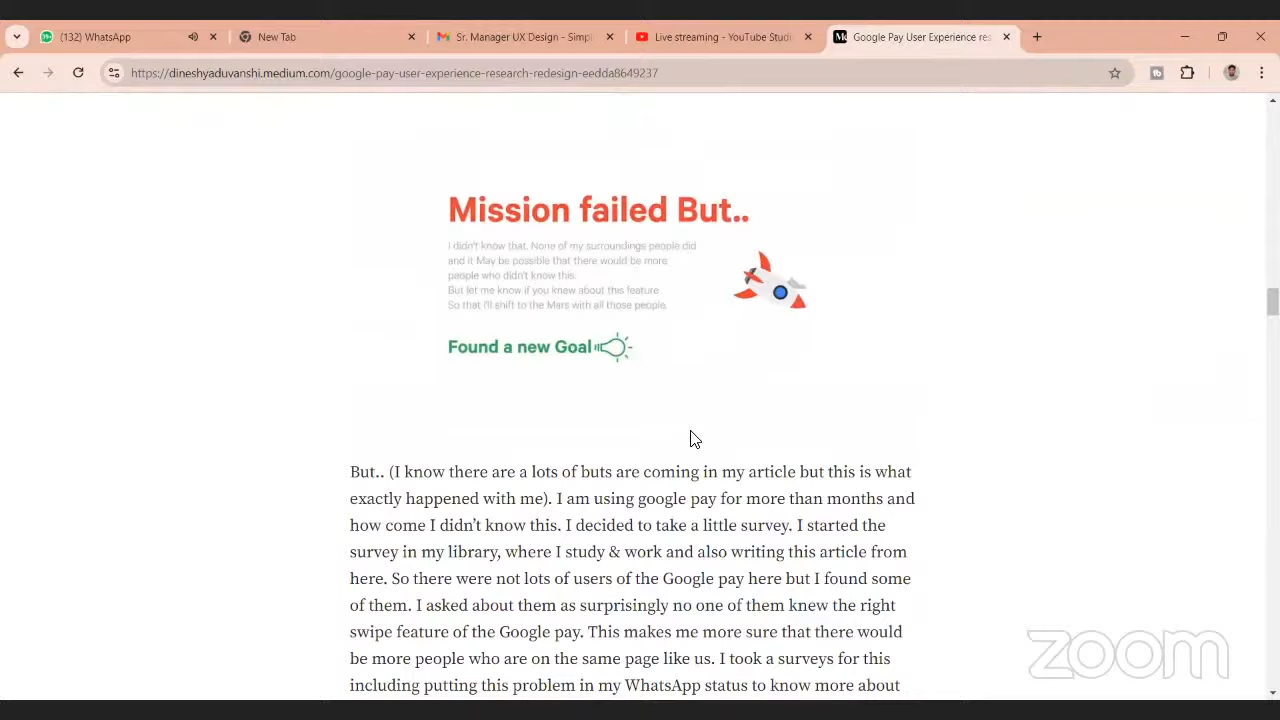 (132) WhatsApp
New Tab
Sr. Manager UX Design - Simpl
Live streaming - YouTube Studi
Google Pay User Experience res
https://dineshyaduvanshi.medium.com/google-pay-user-experience-research-redesign-eedda8649237
Mission failed But..
I didn't know that. None of my surroundings people did
and it May be possible that there would be more
people who didn't know this.
But let me know if you knew about this feature
So that I'll shift to the Mars with all those people.
Found a new Goal
But.. (I know there are a lots of buts are coming in my article but this is what
exactly happened with me). I am using google pay for more than months and
how come I didn’t know this. I decided to take a little survey. I started the
survey in my library, where I study & work and also writing this article from
here. So there were not lots of users of the Google pay here but I found some
of them. I asked about them as surprisingly no one of them knew the right
swipe feature of the Google pay. This makes me more sure that there would
be more people who are on the same page like us. I took a surveys for this
including putting this problem in my WhatsApp status to know more about
zoom